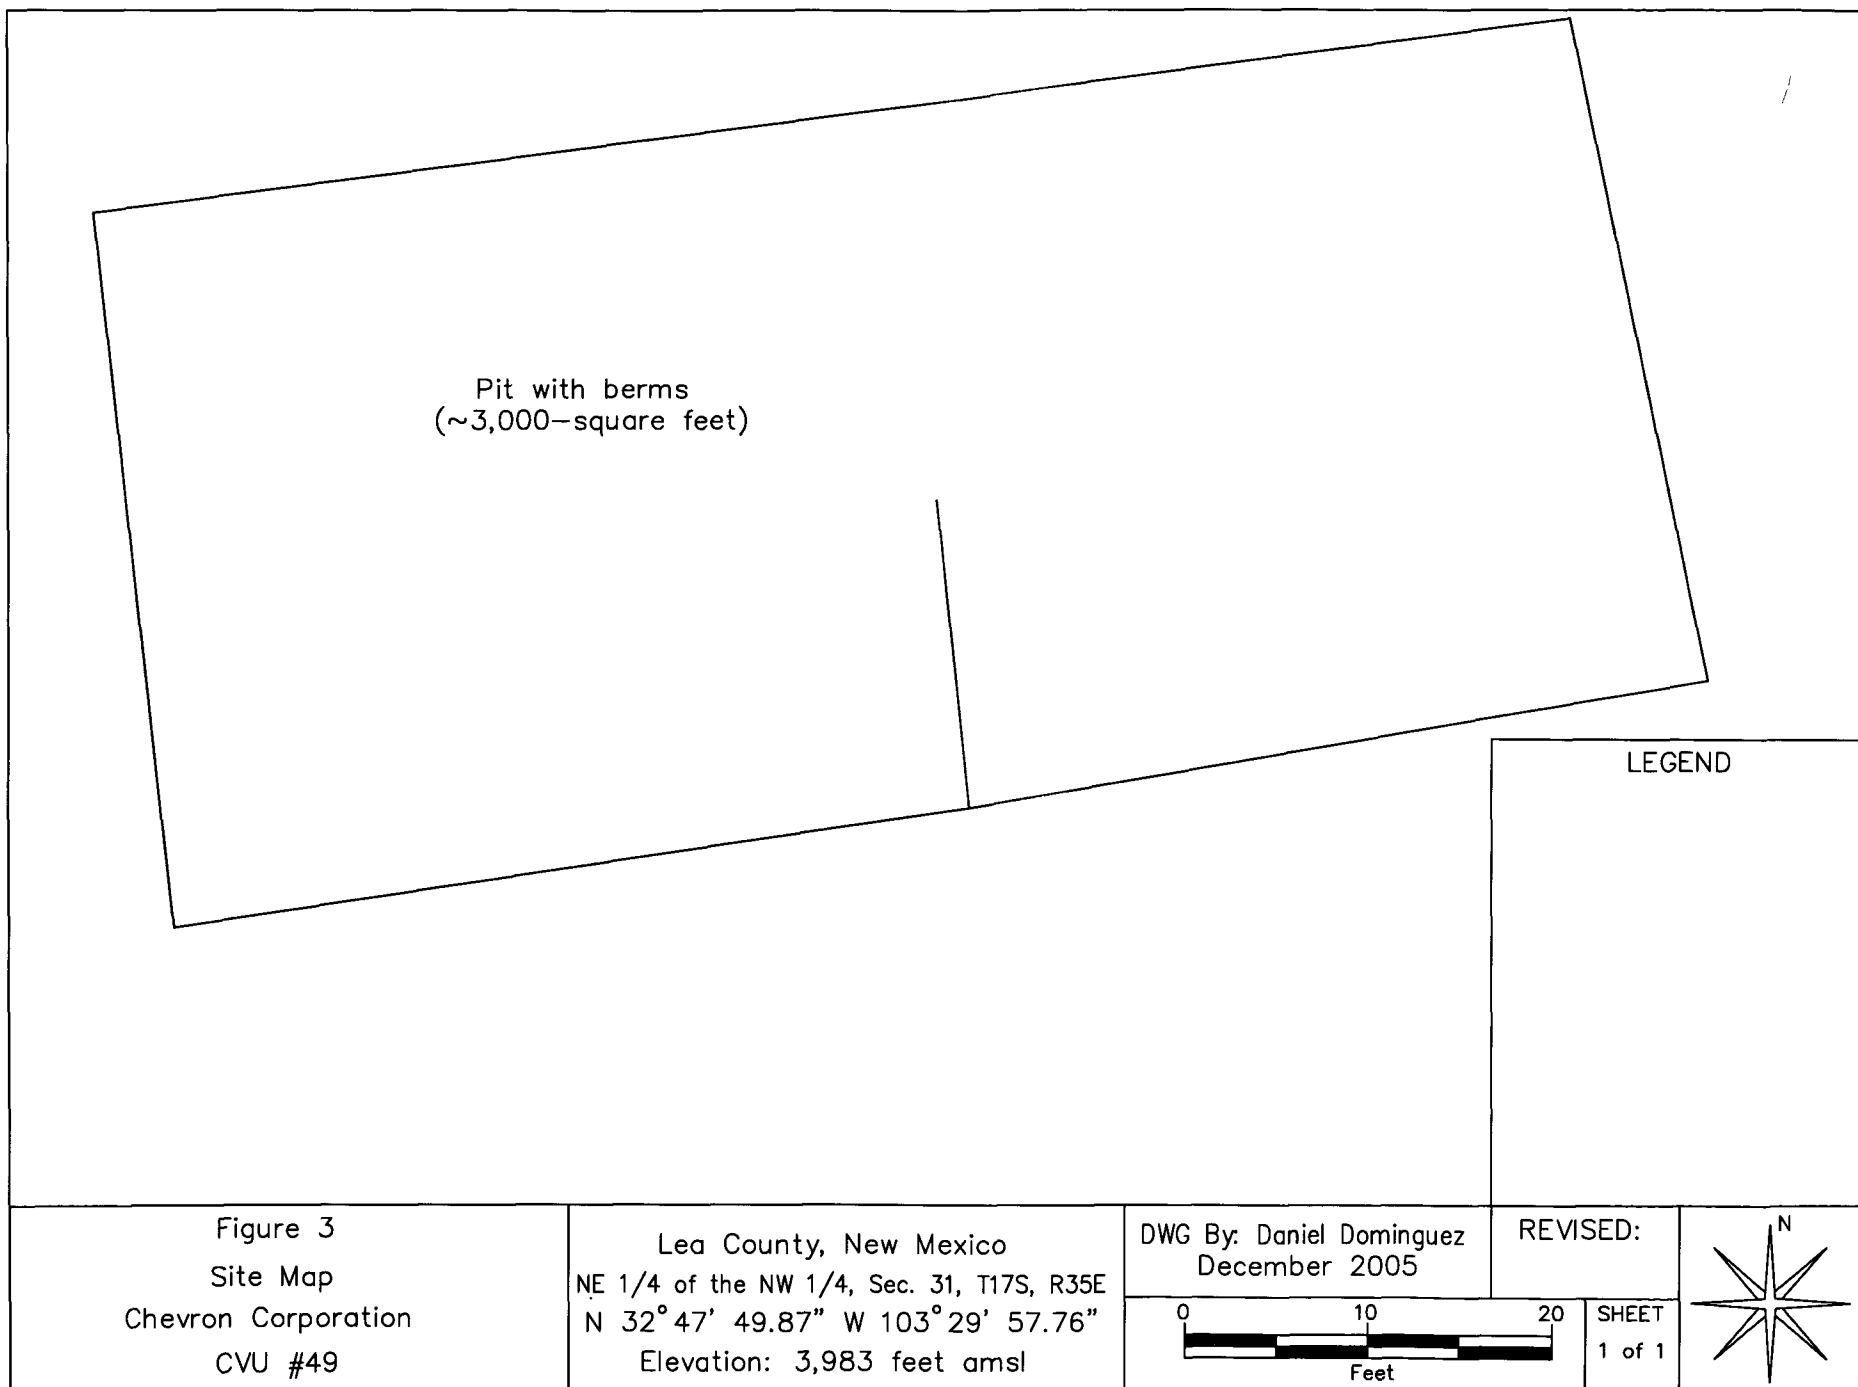 Pit with berms
(~3,000-square feet)
LEGEND
Figure 3
Site Map
Chevron Corporation
CVU #49
Lea County, New Mexico
NE 1/4 of the NW 1/4, Sec. 31, T17S, R35E
N 32°47' 49.87" W 103°29' 57.76"
Elevation: 3,983 feet amsl
DWG By: Daniel Dominguez
December 2005
REVISED:
0 10 20
Feet
SHEET
1 of 1
N